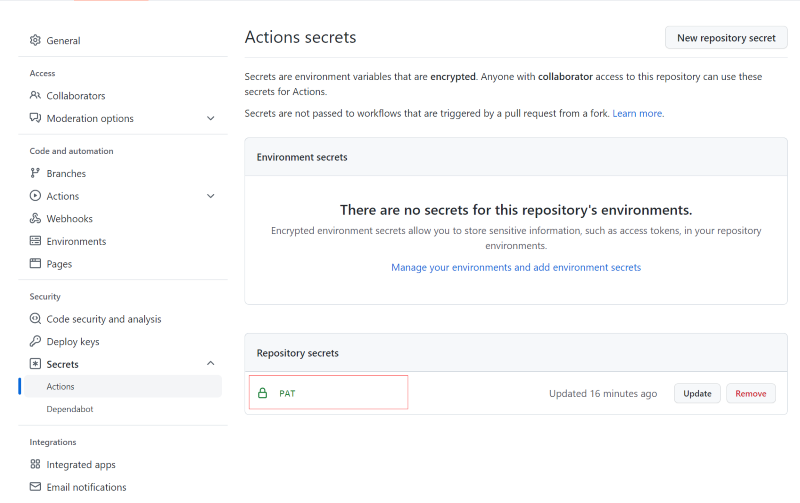 General
Access
Collaborators
Moderation options
Code and automation
Branches
Actions
Webhooks
Environments
Pages
Security
Code security and analysis
Deploy keys
Secrets
Actions
Dependabot
Integrations
Integrated apps
Email notifications
Actions secrets
New repository secret
Secrets are environment variables that are encrypted. Anyone with collaborator access to this repository can use these
secrets for Actions.
Secrets are not passed to workflows that are triggered by a pull request from a fork. Learn more.
Environment secrets
There are no secrets for this repository's environments.
Encrypted environment secrets allow you to store sensitive information, such as access tokens, in your repository
environments.
Manage your environments and add environment secrets
Repository secrets
PAT
Updated 16 minutes ago
Update
Remove